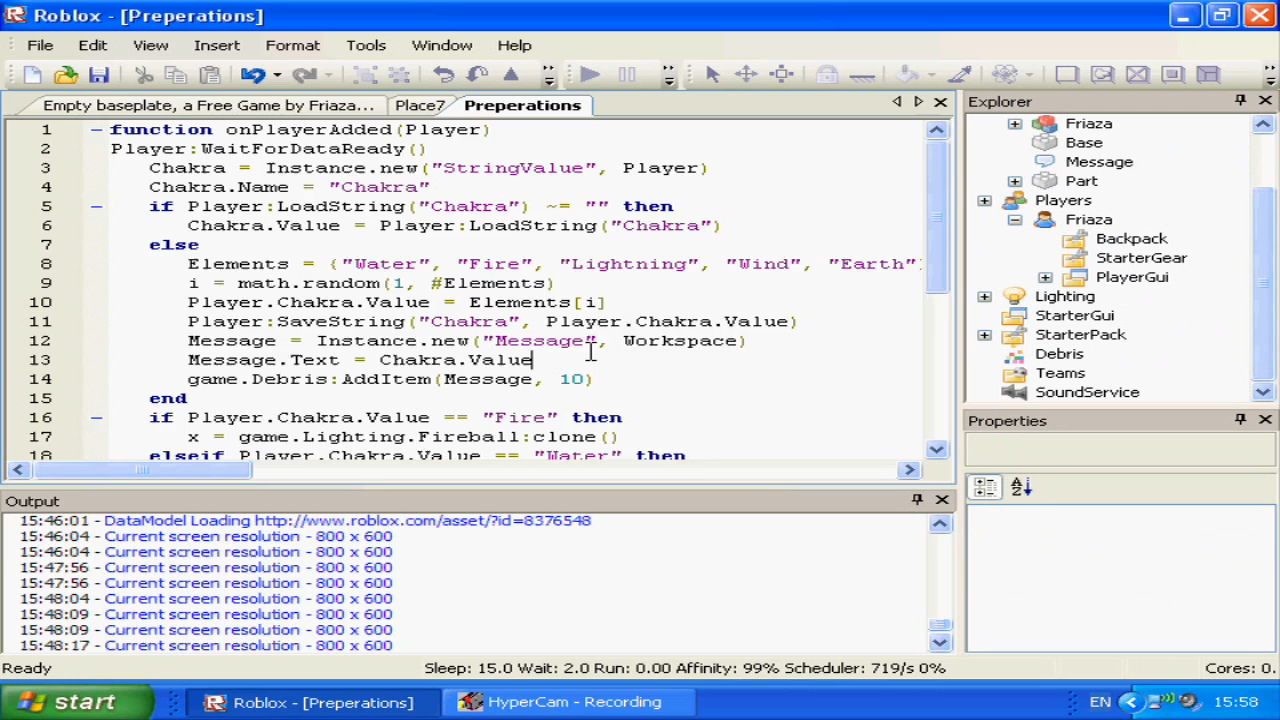 Roblox - [Preperations]
File Edit View Insert Format Tools Window Help
Empty baseplate, a Free Game by Friaza... Place7 Preperations
1 function onPlayerAdded(Player)
2 Player:WaitForDataReady()
3 Chakra = Instance.new("StringValue", Player)
4 Chakra.Name = "Chakra"
5 if Player:LoadString("Chakra") ~= "" then
6 Chakra.Value = Player:LoadString("Chakra")
7 else
8 Elements = {"Water", "Fire", "Lightning", "Wind", "Earth"
9 i = math.random(1, #Elements)
10 Player.Chakra.Value = Elements[i]
11 Player:SaveString("Chakra", Player.Chakra.Value)
12 Message = Instance.new("Message", Workspace)
13 Message.Text = Chakra.Value
14 game.Debris:AddItem(Message, 10)
15 end
16 if Player.Chakra.Value == "Fire" then
17 x = game.Lighting.Fireball:clone()
18 elseif Player.Chakra.Value == "Water" then
Explorer
Friaza
Base
Message
Part
Players
Friaza
Backpack
StarterGear
PlayerGui
Lighting
StarterGui
StarterPack
Debris
Teams
SoundService
Properties
Output
15:46:01 - DataModel Loading http://www.roblox.com/asset/?id=8376548
15:46:04 - Current screen resolution - 800 x 600
15:46:04 - Current screen resolution - 800 x 600
15:47:56 - Current screen resolution - 800 x 600
15:47:56 - Current screen resolution - 800 x 600
15:48:04 - Current screen resolution - 800 x 600
15:48:09 - Current screen resolution - 800 x 600
15:48:09 - Current screen resolution - 800 x 600
15:48:17 - Current screen resolution - 800 x 600
Ready Sleep: 15.0 Wait: 2.0 Run: 0.00 Affinity: 99% Scheduler: 719/s 0% Cores: 0.
start Roblox - [Preperations] HyperCam - Recording EN 15:58